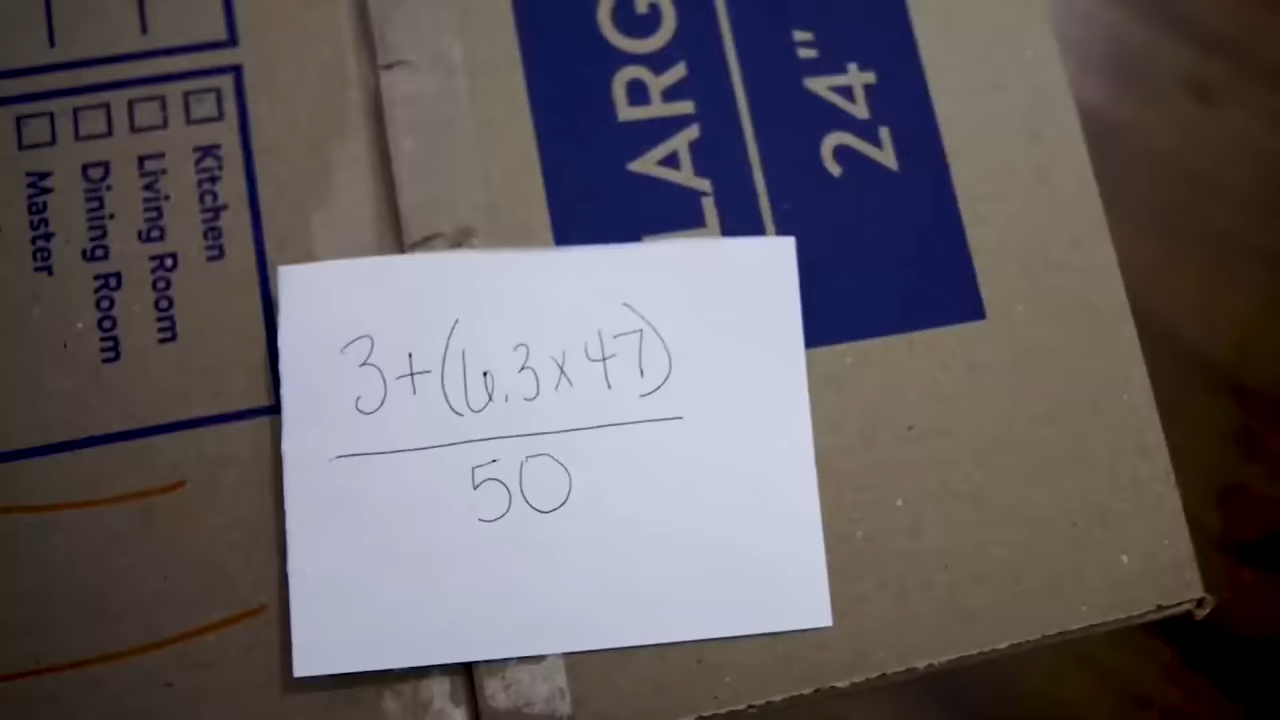 Kitchen
Living Room
Dining Room
Master
LARG
24"
3+(6.3x47)
50